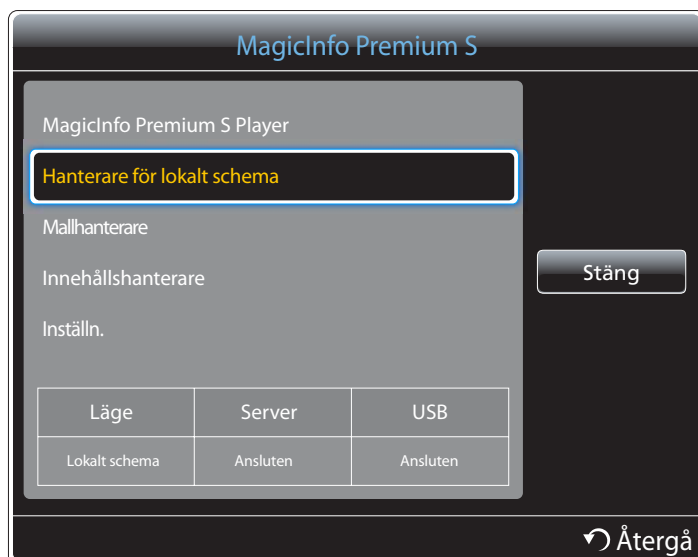 MagicInfo Premium S
MagicInfo Premium S Player
Hanterare för lokalt schema
Mallhanterare
Innehållshanterare
Inställn.
Stäng
Läge Server USB
Lokalt schema Ansluten Ansluten
Återgå